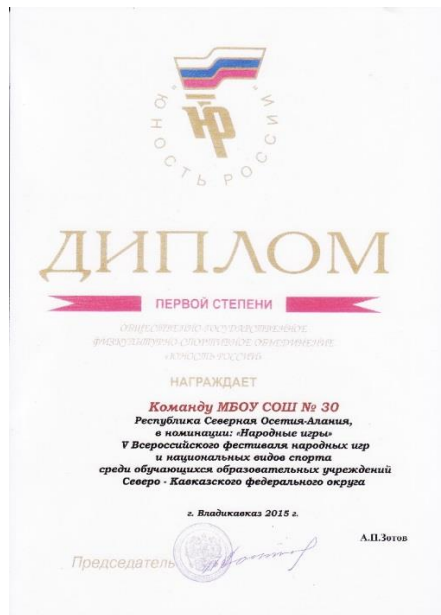 ЮНОСТЬ РОССИИ
ЮР
ДИПЛОМ
ПЕРВОЙ СТЕПЕНИ
ОБЩЕСТВЕННО-ГОСУДАРСТВЕННОЕ
ФИЗКУЛЬТУРНО-СПОРТИВНОЕ ОБЪЕДИНЕНИЕ
«ЮНОСТЬ РОССИИ»
НАГРАЖДАЕТ
Команду МБОУ СОШ № 30
Республика Северная Осетия-Алания,
в номинации: «Народные игры»
V Всероссийского фестиваля народных игр
и национальных видов спорта
среди обучающихся образовательных учреждений
Северо - Кавказского федерального округа
г. Владикавказ 2015 г.
А.П.Зотов
Председатель